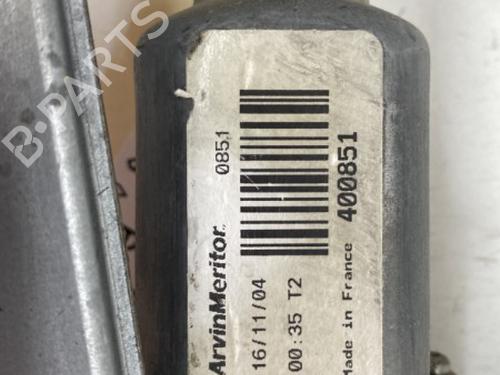 0851
ArvinMeritor
16/11/04
00:35 T2
Made in France 400851
B-PARTS